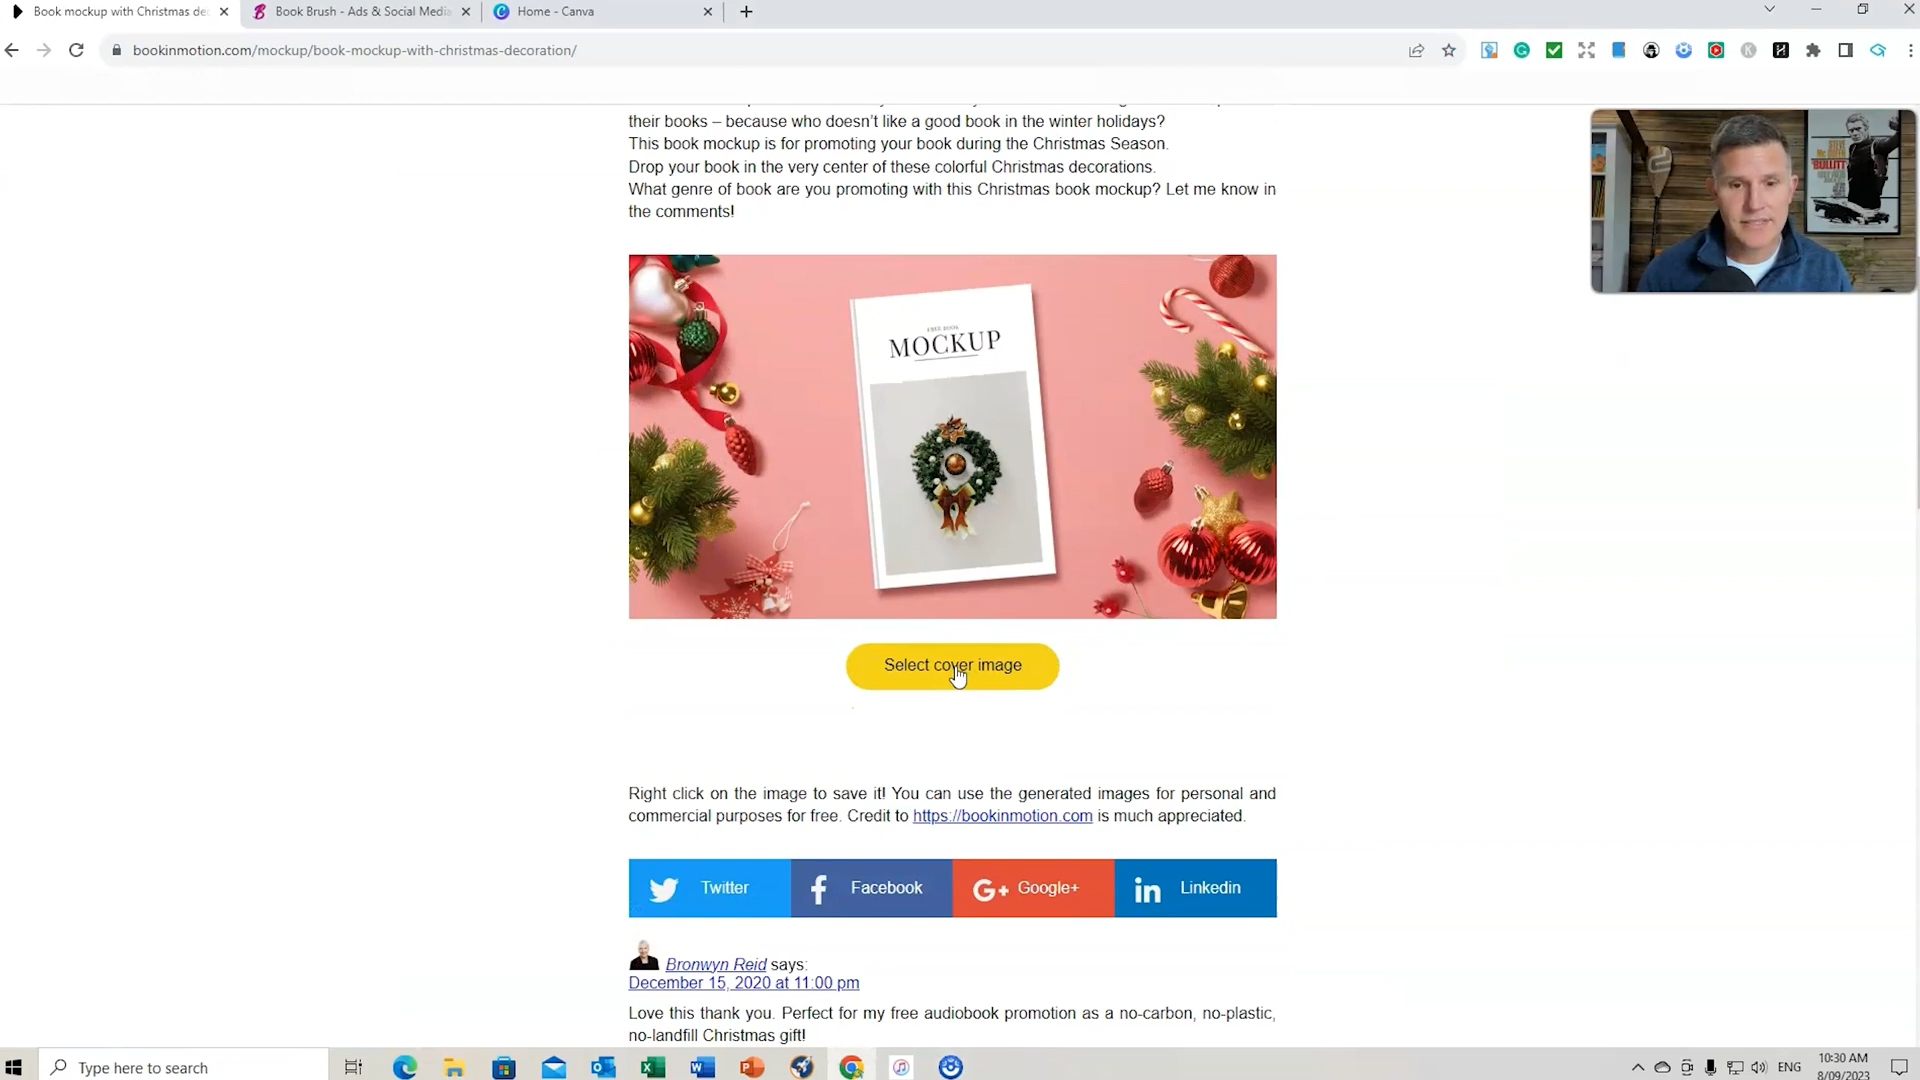 Book mockup with Christmas de
Book Brush - Ads & Social Media
Home - Canva
bookinmotion.com/mockup/book-mockup-with-christmas-decoration/
their books – because who doesn't like a good book in the winter holidays?
This book mockup is for promoting your book during the Christmas Season.
Drop your book in the very center of these colorful Christmas decorations.
What genre of book are you promoting with this Christmas book mockup? Let me know in
the comments!
STEVE
McQUEEN
BULLITT
FREE BOOK
MOCKUP
Select cover image
Right click on the image to save it! You can use the generated images for personal and
commercial purposes for free. Credit to https://bookinmotion.com is much appreciated.
Twitter
Facebook
G+ Google+
in Linkedin
Bronwyn Reid says:
December 15, 2020 at 11:00 pm
Love this thank you. Perfect for my free audiobook promotion as a no-carbon, no-plastic,
no-landfill Christmas gift!
Type here to search
ENG
10:30 AM
8/09/2023